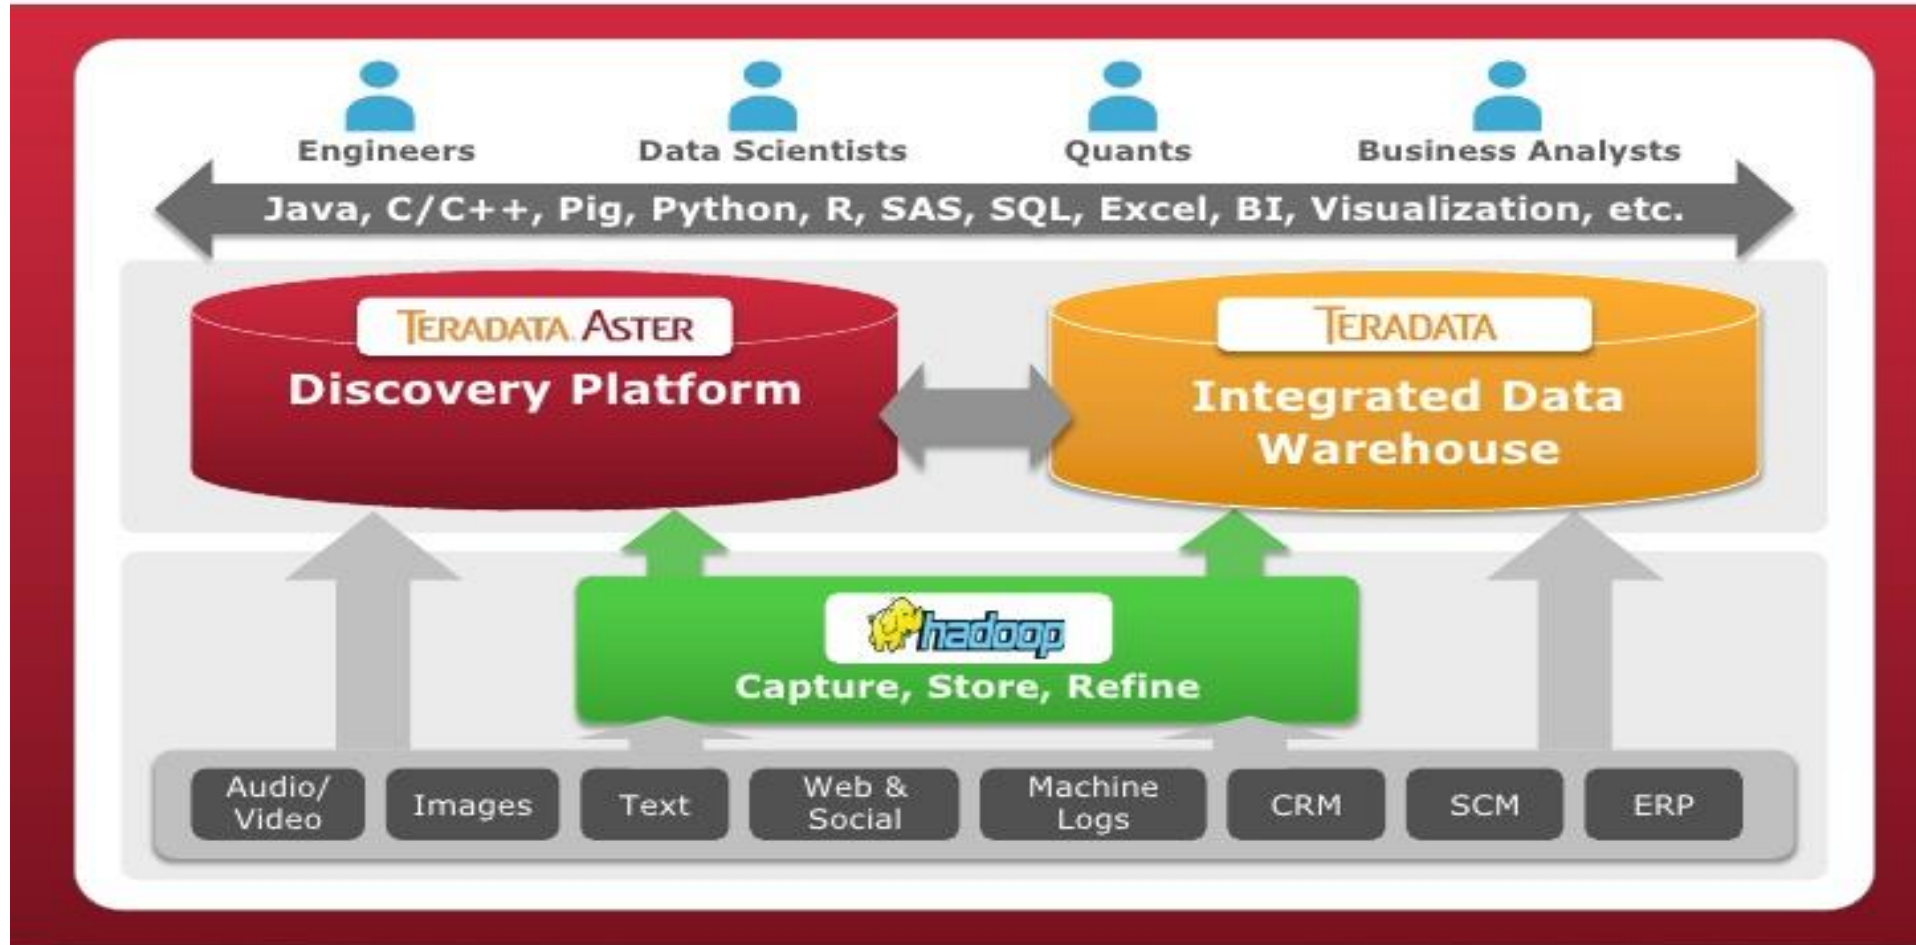 Engineers
Data Scientists
Quants
Business Analysts
Java, C/C++, Pig, Python, R, SAS, SQL, Excel, BI, Visualization, etc.
TERADATA ASTER
Discovery Platform
TERADATA
Integrated Data
Warehouse
hadoop
Capture, Store, Refine
Audio/
Video
Images
Text
Web &
Social
Machine
Logs
CRM
SCM
ERP